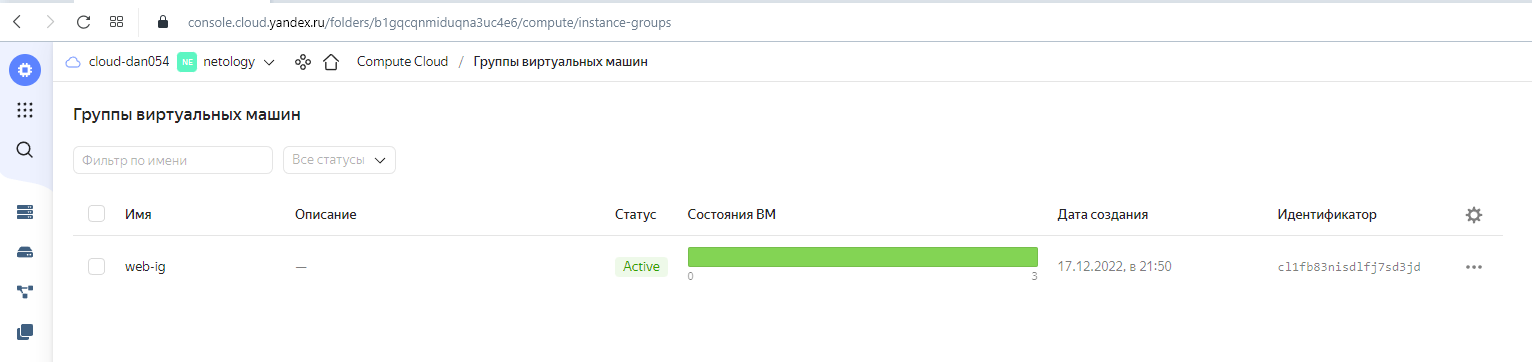 console.cloud.yandex.ru/folders/b1gqcqnmiduqna3uc4e6/compute/instance-groups
cloud-dan054 NE netology Compute Cloud / Группы виртуальных машин
Группы виртуальных машин
Фильтр по имени Все статусы
Имя Описание Статус Состояния ВМ Дата создания Идентификатор
web-ig — Active 17.12.2022, в 21:50 cl1fb83nisdlfj7sd3jd
0 3